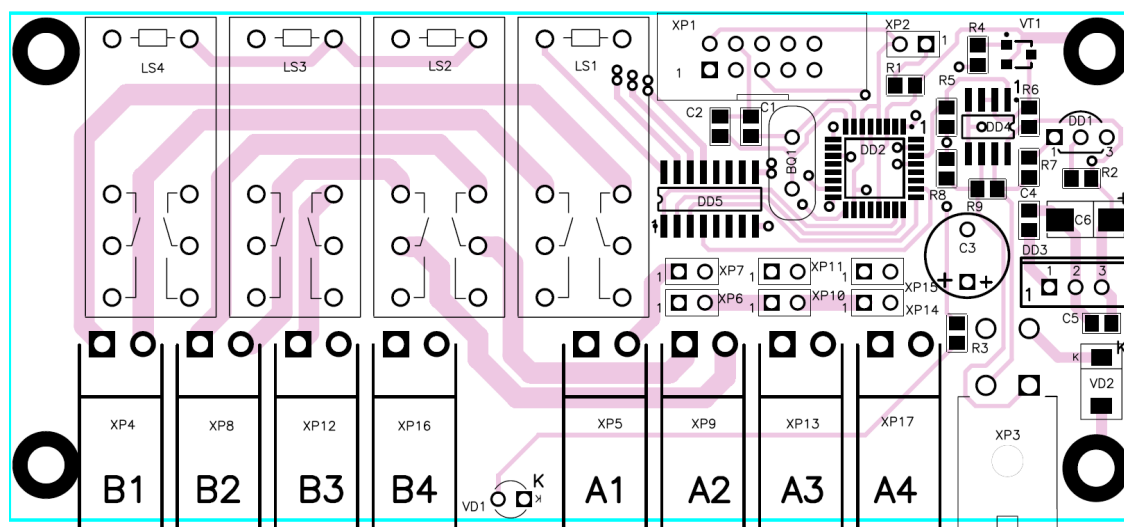 XP1
XP2
1
R4
VT1
LS4
LS3
LS2
LS1
1
R1
R5
1
R6
C2
C1
1
DD4
DD1
BQ1
DD2
1
3
R7
R2
R8
R9
C4
DD5
1
C6
+
C3
DD3
XP7
XP11
XP15
1
1
1
+
+
1
2
3
1
XP6
XP10
XP14
1
1
1
C5
R3
K
K
VD2
XP4
XP8
XP12
XP16
XP5
XP9
XP13
XP17
XP3
B1
B2
B3
B4
VD1
K
K
A1
A2
A3
A4